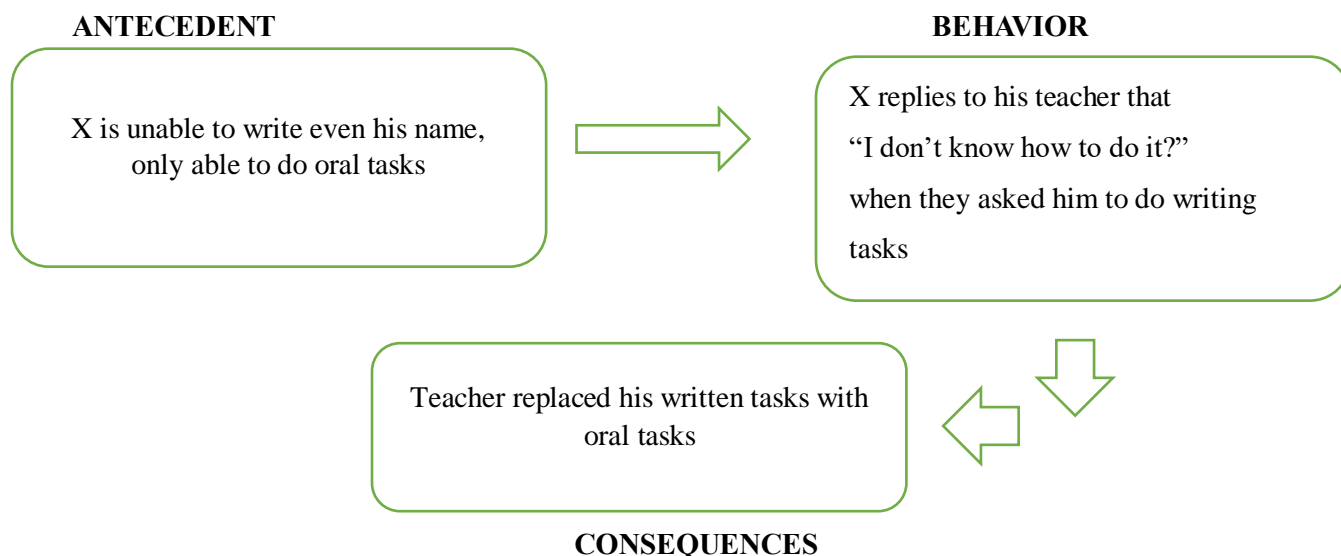 ANTECEDENT
X is unable to write even his name,
only able to do oral tasks
BEHAVIOR
X replies to his teacher that
“I don’t know how to do it?”
when they asked him to do writing
tasks
Teacher replaced his written tasks with
oral tasks
CONSEQUENCES